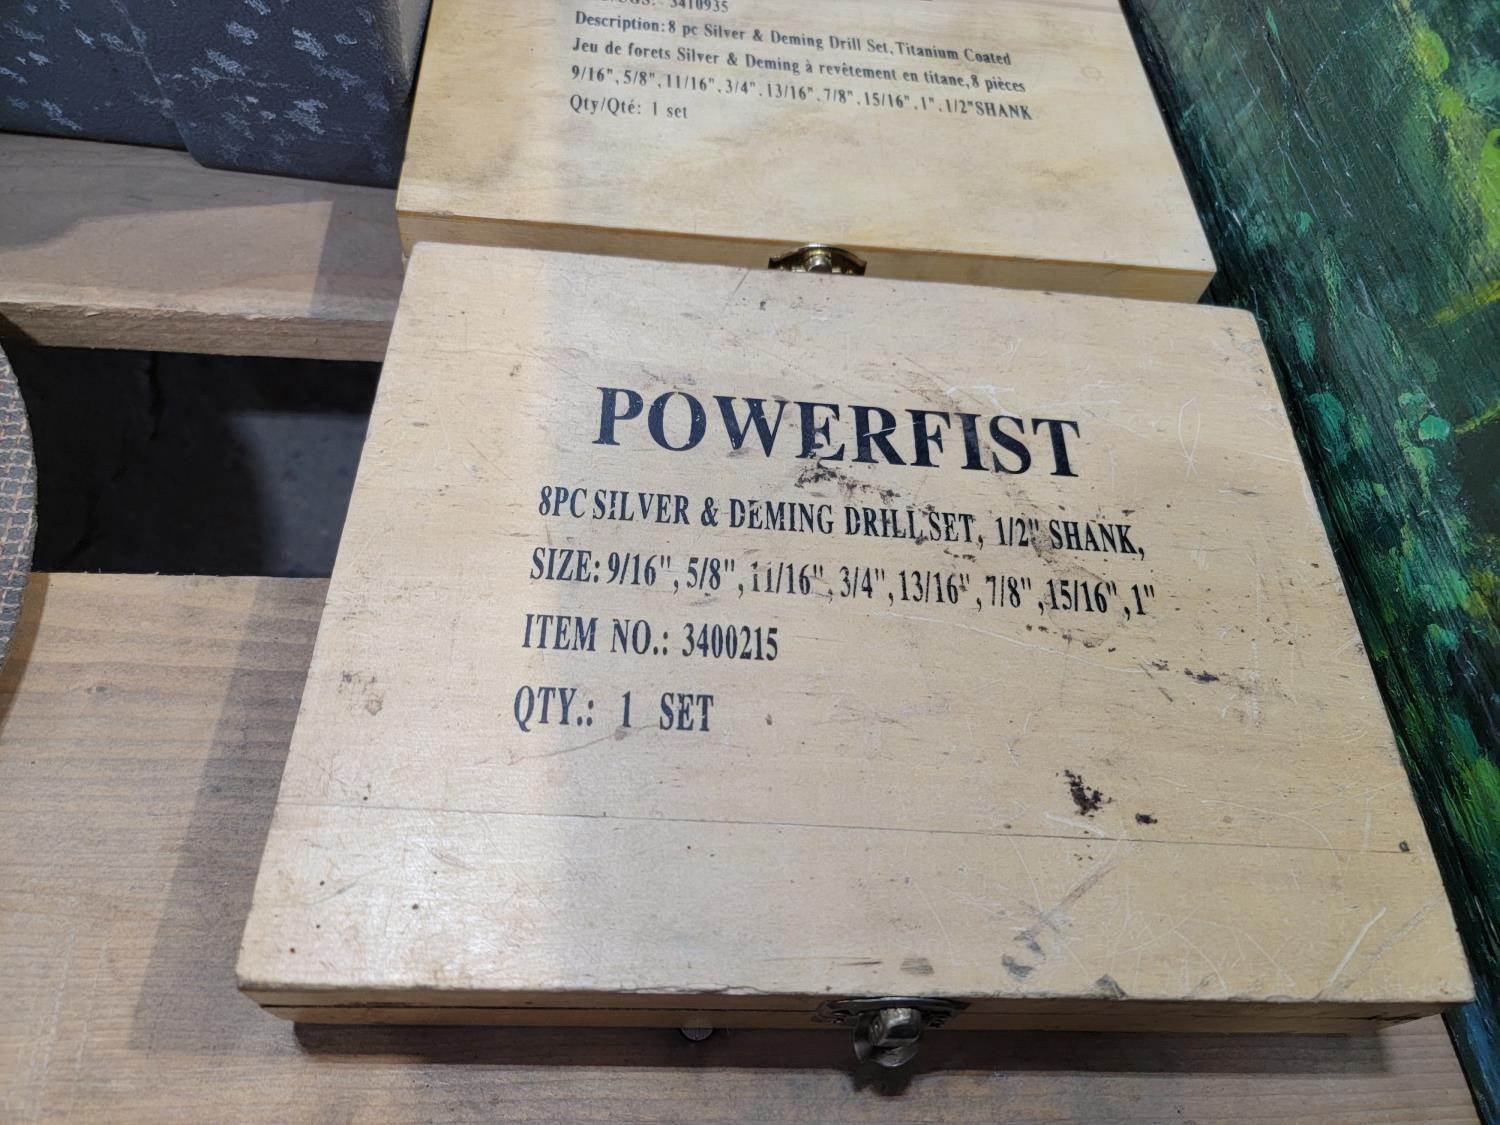 3410935
Description: 8 pc Silver & Deming Drill Set, Titanium Coated
Jeu de forets Silver & Deming à revêtement en titane, 8 pièces
9/16", 5/8", 11/16", 3/4", 13/16", 7/8", 15/16", 1", 1/2"SHANK
Qty/Qté: 1 set
POWERFIST
8PC SILVER & DEMING DRILL SET, 1/2" SHANK,
SIZE: 9/16", 5/8", 11/16", 3/4", 13/16", 7/8", 15/16", 1"
ITEM NO.: 3400215
QTY.: 1 SET